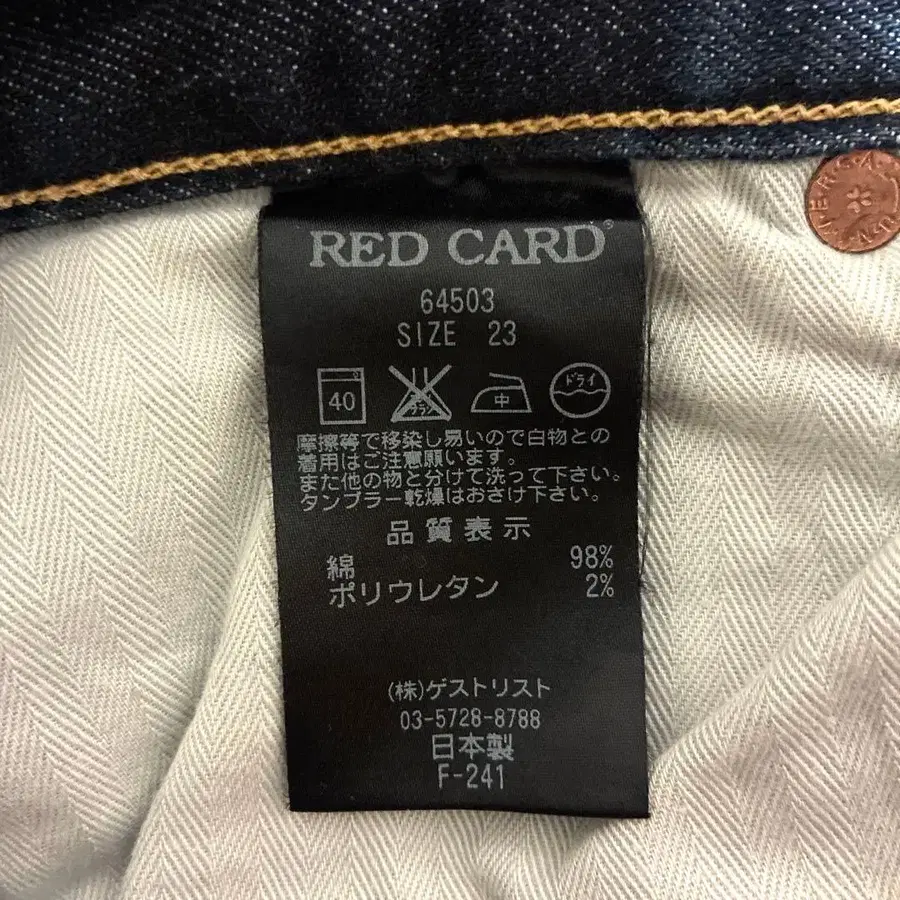 RED CARD®
64503
SIZE 23
40 中 ドライ
摩擦等で移染し易いので白物との
着用はご注意願います。
また他の物と分けて洗って下さい。
タンブラー乾燥はおさけ下さい。
品質表示
綿 98%
ポリウレタン 2%
(株)ゲストリスト
03-5728-8788
日本製
F-241